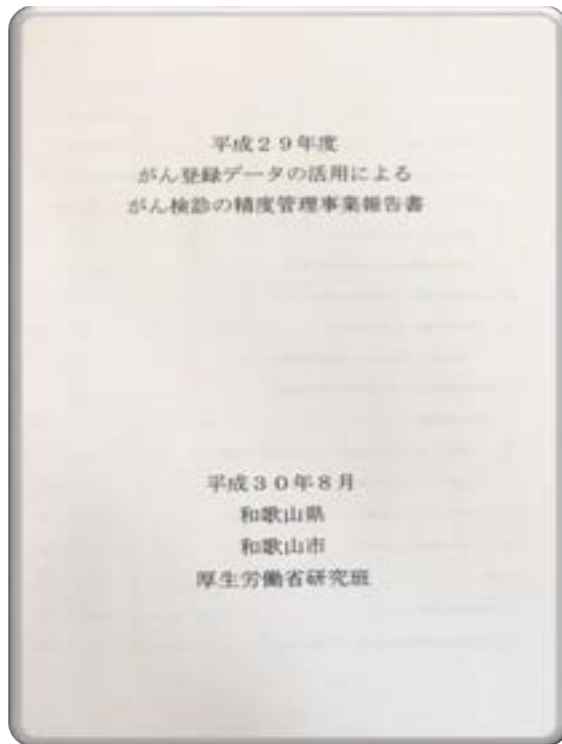 平成２９年度
がん登録データの活用による
がん検診の精度管理事業報告書
平成３０年８月
和歌山県
和歌山市
厚生労働省研究班